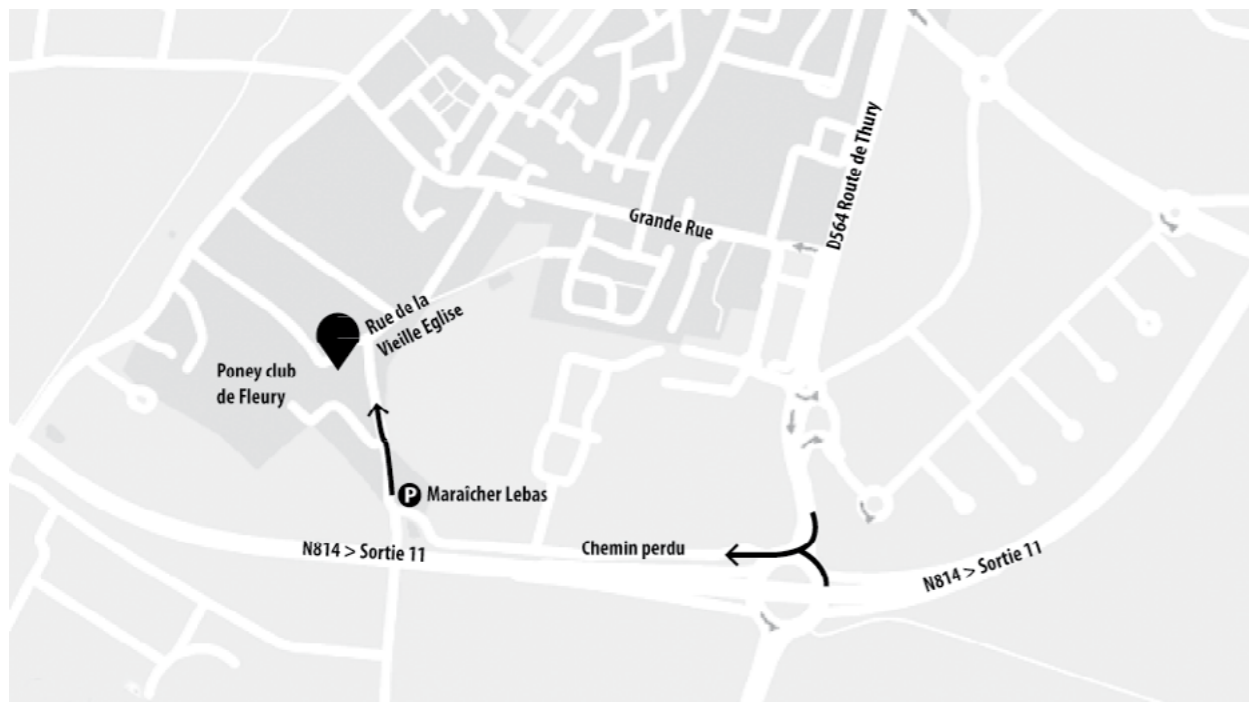 D564 Route de Thury
Grande Rue
Rue de la
Vieille Eglise
Poney club
de Fleury
P
Maraîcher Lebas
N814 > Sortie 11
Chemin perdu
N814 > Sortie 11